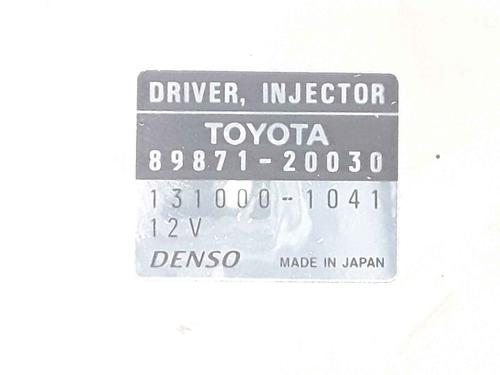 DRIVER, INJECTOR
TOYOTA
89871-20030
131000-1041
12V
DENSO MADE IN JAPAN